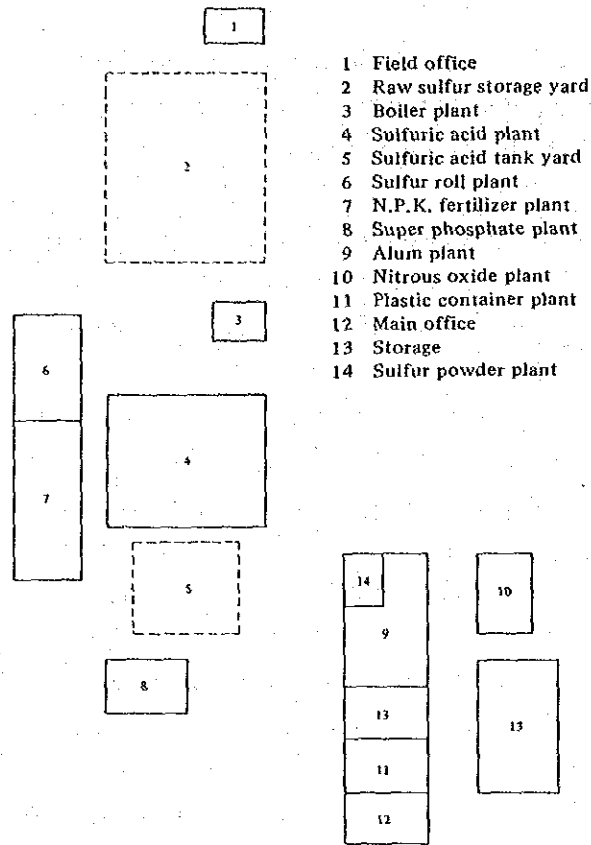 1
1 Field office
2 Raw sulfur storage yard
3 Boiler plant
4 Sulfuric acid plant
5 Sulfuric acid tank yard
6 Sulfur roll plant
7 N.P.K. fertilizer plant
8 Super phosphate plant
9 Alum plant
10 Nitrous oxide plant
11 Plastic container plant
12 Main office
13 Storage
14 Sulfur powder plant
2
3
6
4
7
14
10
5
9
8
13
13
11
12